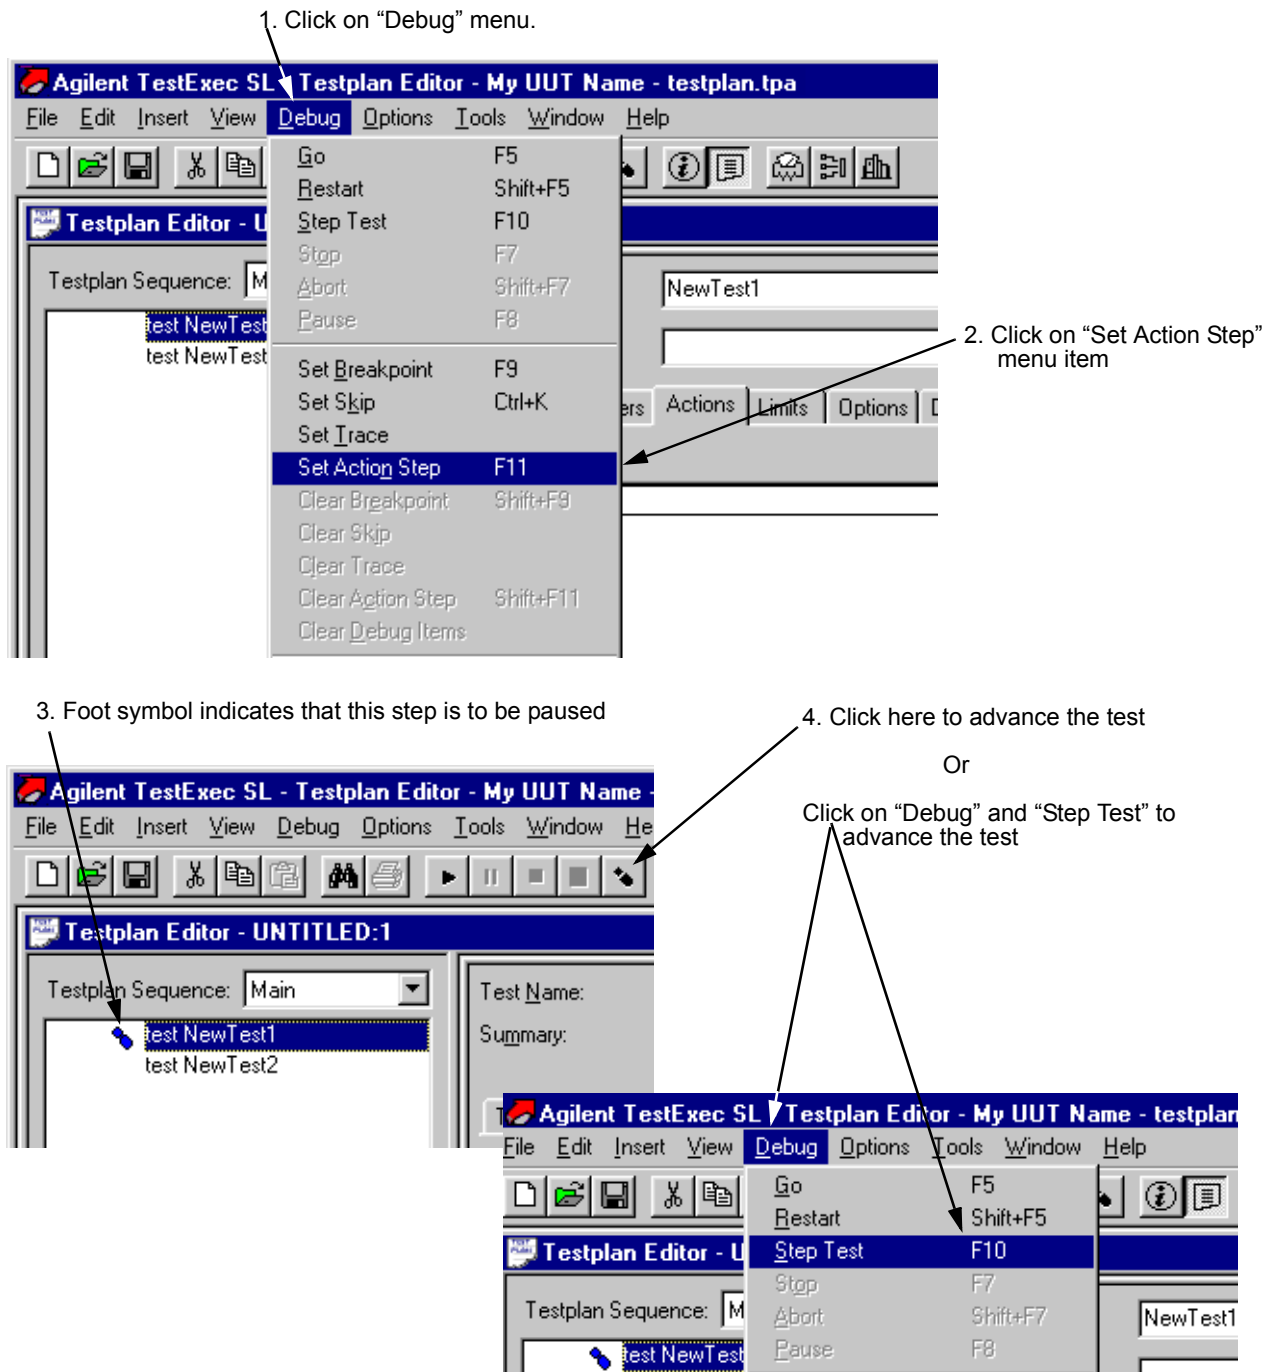 1. Click on “Debug” menu.
Agilent TestExec SL - Testplan Editor - My UUT Name - testplan.tpa
File Edit Insert View Debug Options Tools Window Help
Go F5
Restart Shift+F5
Testplan Editor - U
Step Test F10
Stop F7
Testplan Sequence: M
Abort Shift+F7
NewTest1
Pause F8
test NewTest
test NewTest
2. Click on “Set Action Step”
menu item
Set Breakpoint F9
Set Skip Ctrl+K
ers Actions Limits Options D
Set Trace
Set Action Step F11
Clear Breakpoint Shift+F9
Clear Skip
Clear Trace
Clear Action Step Shift+F11
Clear Debug Items
3. Foot symbol indicates that this step is to be paused
4. Click here to advance the test
Or
Click on “Debug” and “Step Test” to
advance the test
Agilent TestExec SL - Testplan Editor - My UUT Name -
File Edit Insert View Debug Options Tools Window He
Testplan Editor - UNTITLED:1
Testplan Sequence: Main
Test Name:
test NewTest1
Summary:
test NewTest2
T
Agilent TestExec SL - Testplan Editor - My UUT Name - testplan
File Edit Insert View Debug Options Tools Window Help
Go F5
Restart Shift+F5
Testplan Editor - U
Step Test F10
Stop F7
Testplan Sequence: M
Abort Shift+F7
NewTest1
test NewTest
Pause F8